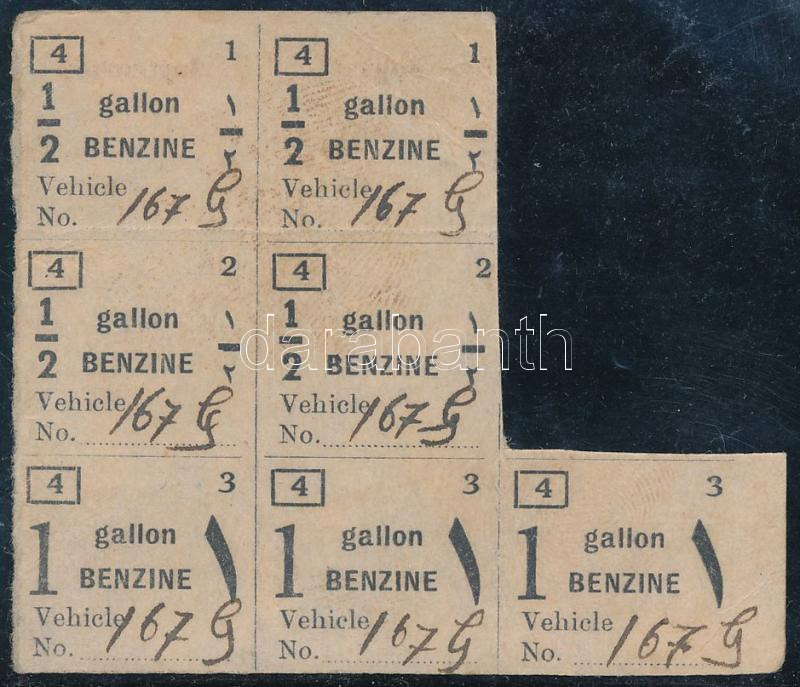 4 1
1/2 gallon ١/٢
BENZINE
Vehicle
No. 167 G
4 1
1/2 gallon ١/٢
BENZINE
Vehicle
No. 167 G
4 2
1/2 gallon ١/٢
BENZINE
Vehicle
No. 167 G
4 2
1/2 gallon ١/٢
BENZINE
Vehicle
No. 167 G
4 3
1 gallon ١
BENZINE
Vehicle
No. 167 G
4 3
1 gallon ١
BENZINE
Vehicle
No. 167 G
4 3
1 gallon ١
BENZINE
Vehicle
No. 167 G
darabanth